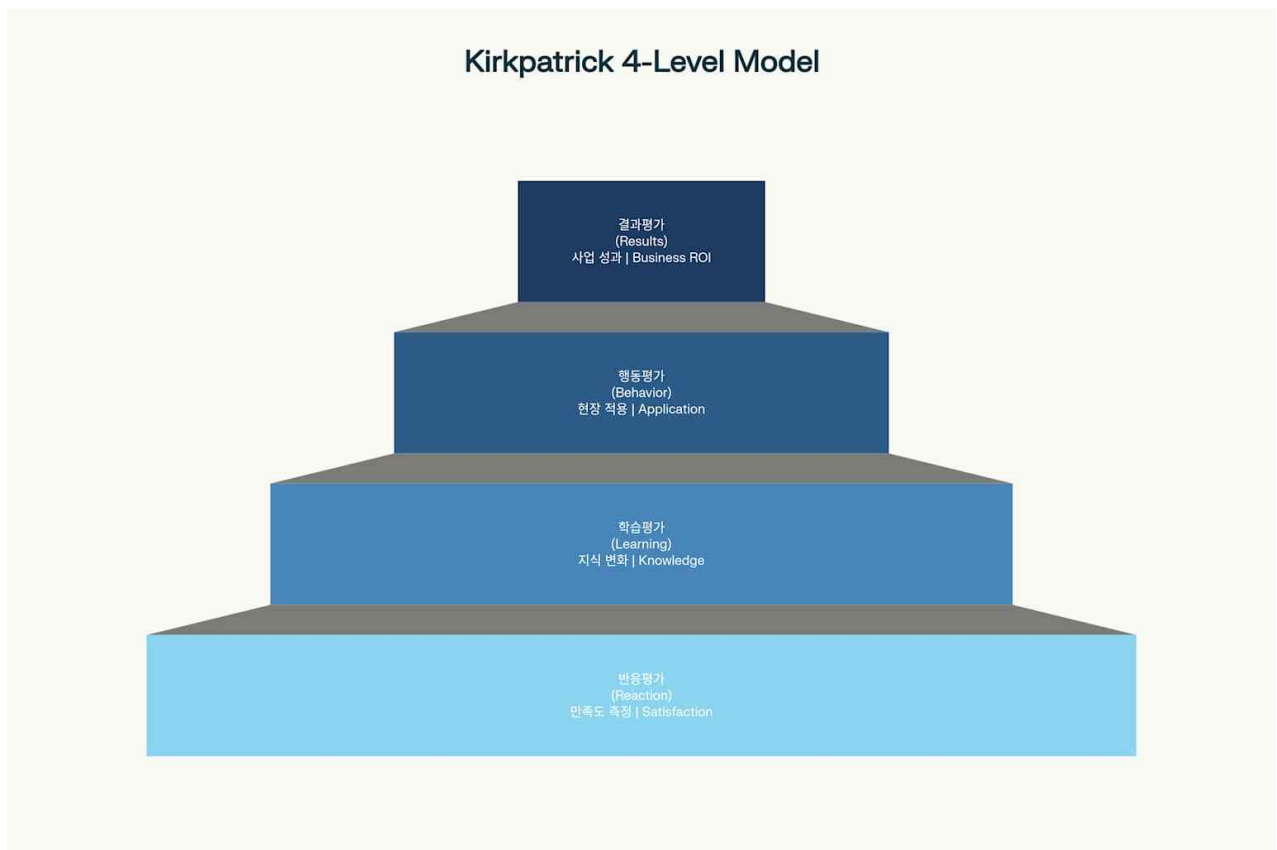 Kirkpatrick 4-Level Model
결과평가
(Results)
사업 성과 | Business ROI
행동평가
(Behavior)
현장 적용 | Application
학습평가
(Learning)
지식 변화 | Knowledge
반응평가
(Reaction)
만족도 측정 | Satisfaction